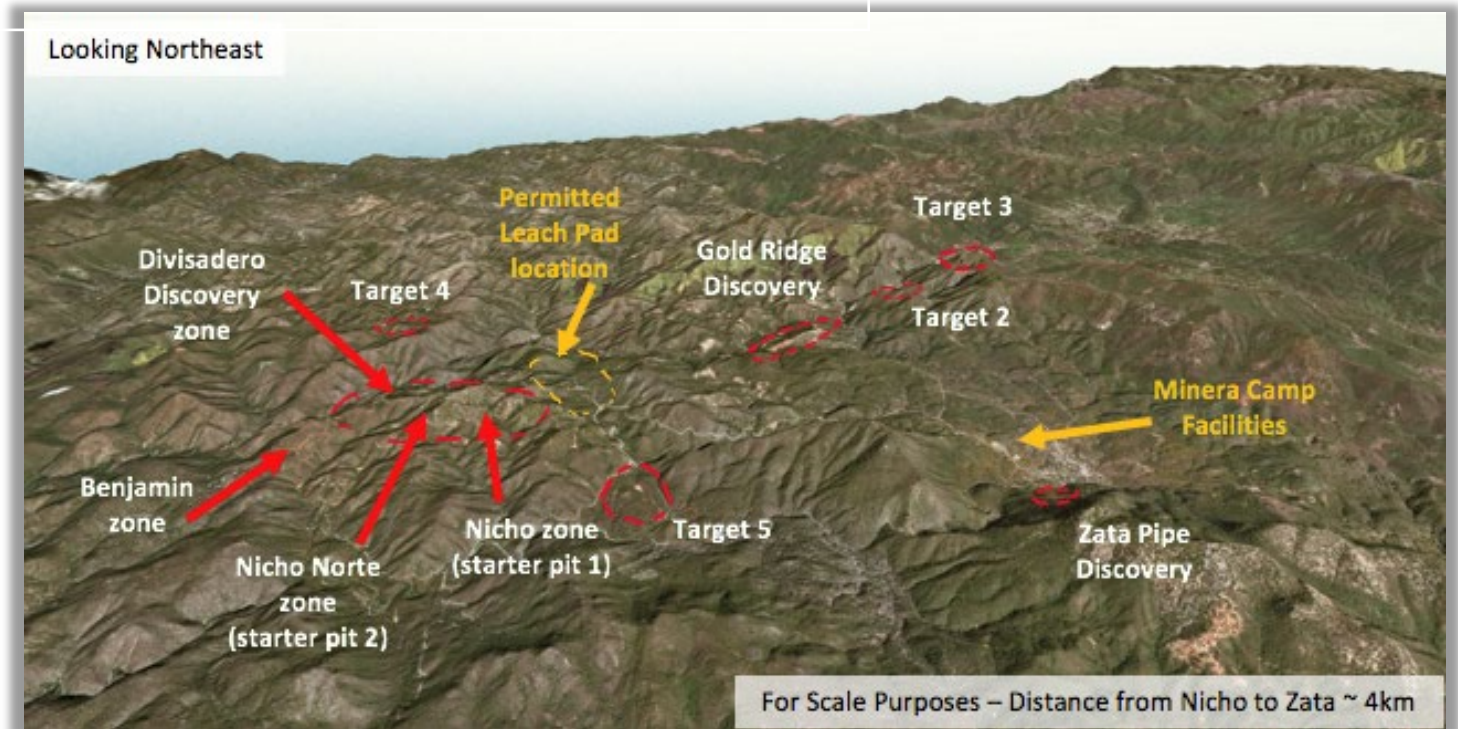 Looking Northeast
Permitted
Leach Pad
location
Target 3
Divisadero
Discovery
zone
Target 4
Gold Ridge
Discovery
Target 2
Minera Camp
Facilities
Benjamin
zone
Nicho Norte
zone
(starter pit 2)
Nicho zone
(starter pit 1)
Target 5
Zata Pipe
Discovery
For Scale Purposes – Distance from Nicho to Zata ~ 4km